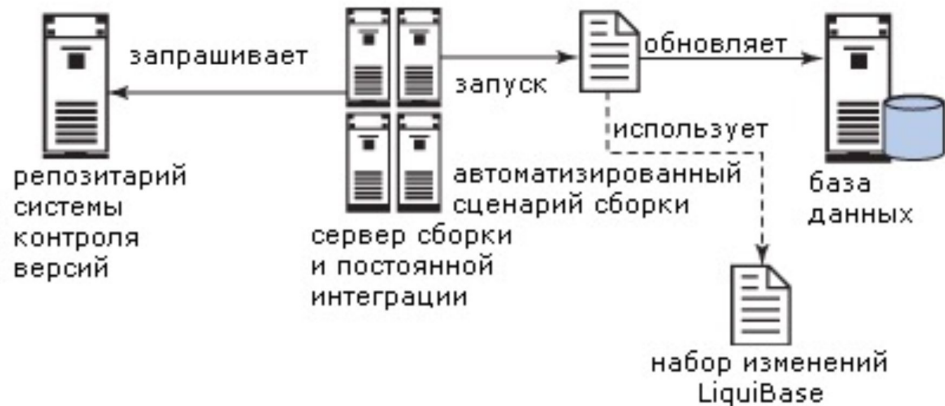 запрашивает
запуск
обновляет
использует
репозитарий
системы
контроля
версий
сервер сборки
и постоянной
интеграции
автоматизированный
сценарий сборки
база
данных
набор изменений
LiquiBase